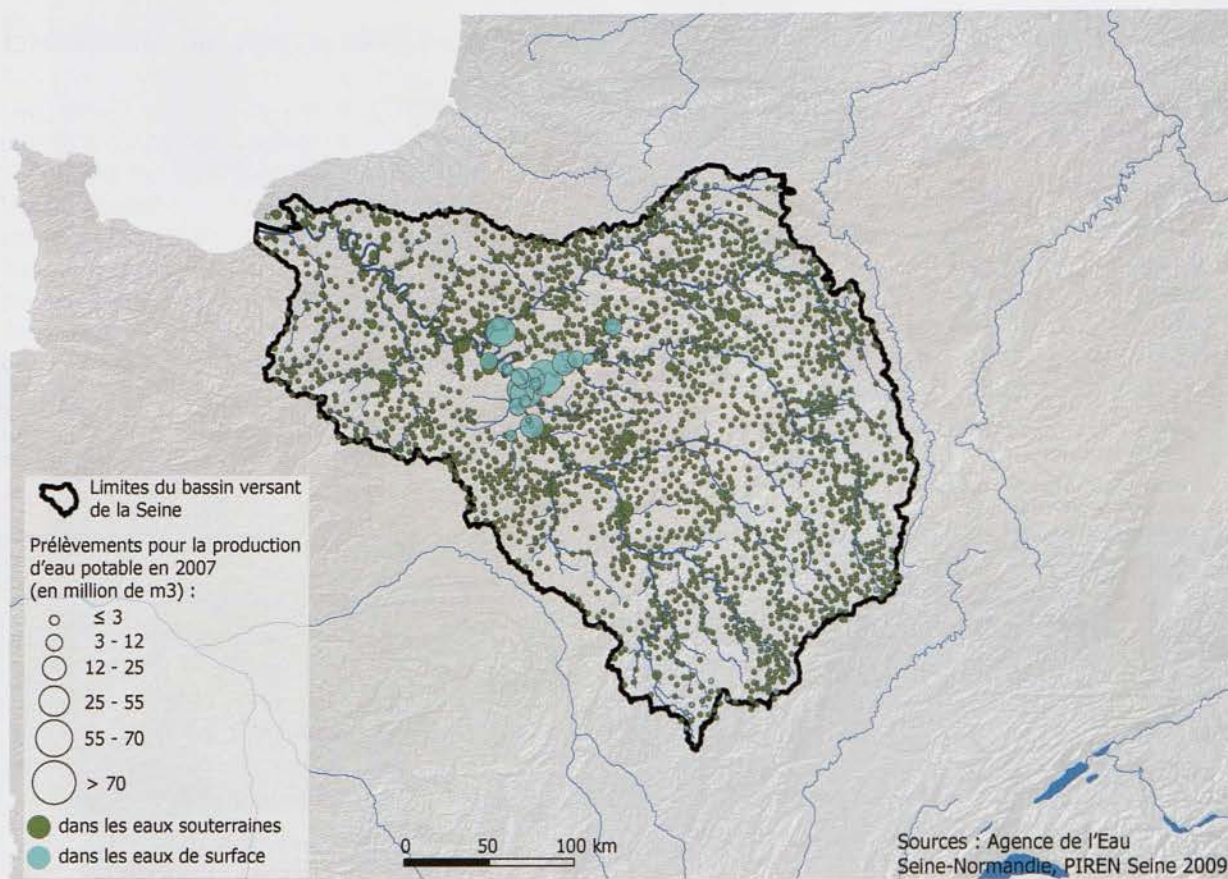 Limites du bassin versant
de la Seine
Prélèvements pour la production
d'eau potable en 2007
(en million de m3) :
≤ 3
3 - 12
12 - 25
25 - 55
55 - 70
> 70
dans les eaux souterraines
dans les eaux de surface
0 50 100 km
Sources : Agence de l'Eau
Seine-Normandie, PIREN Seine 2009